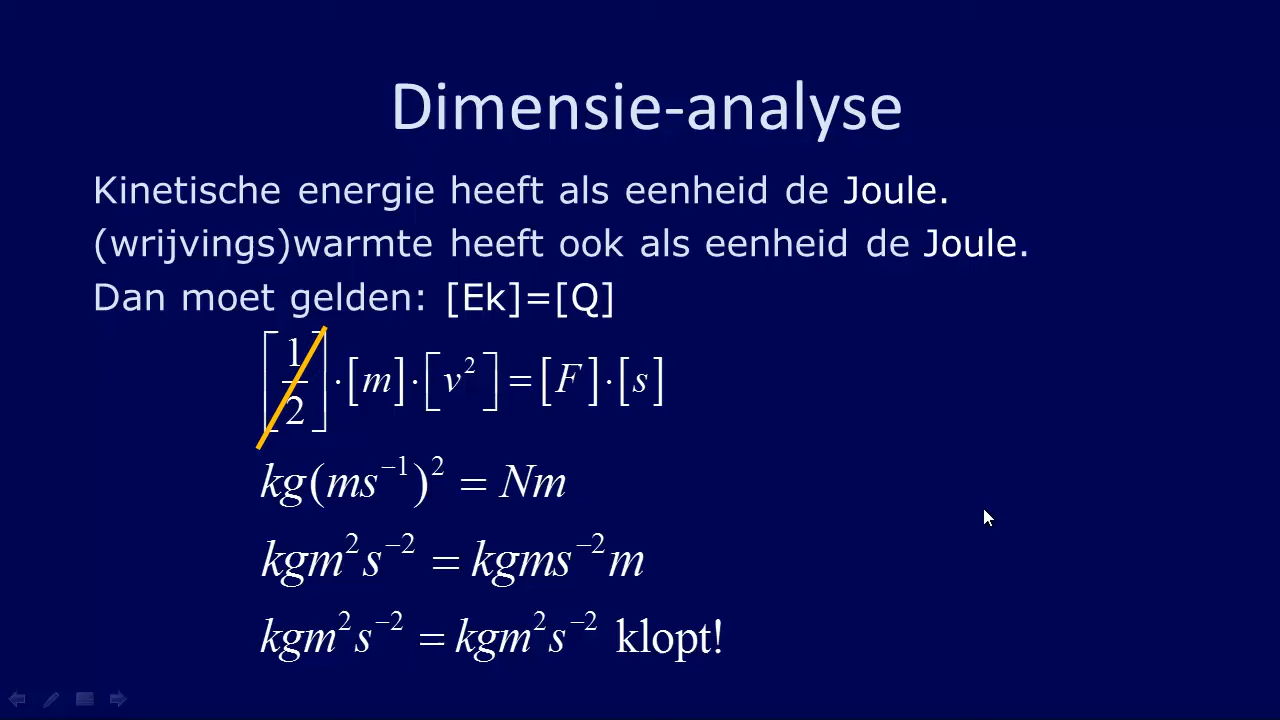 Dimensie-analyse
Kinetische energie heeft als eenheid de Joule.
(wrijvings)warmte heeft ook als eenheid de Joule.
Dan moet gelden: [Ek]=[Q]
[1/2]·[m]·[v²]=[F]·[s]
kg(ms⁻¹)² = Nm
kgm²s⁻² = kgms⁻²m
kgm²s⁻² = kgm²s⁻² klopt!